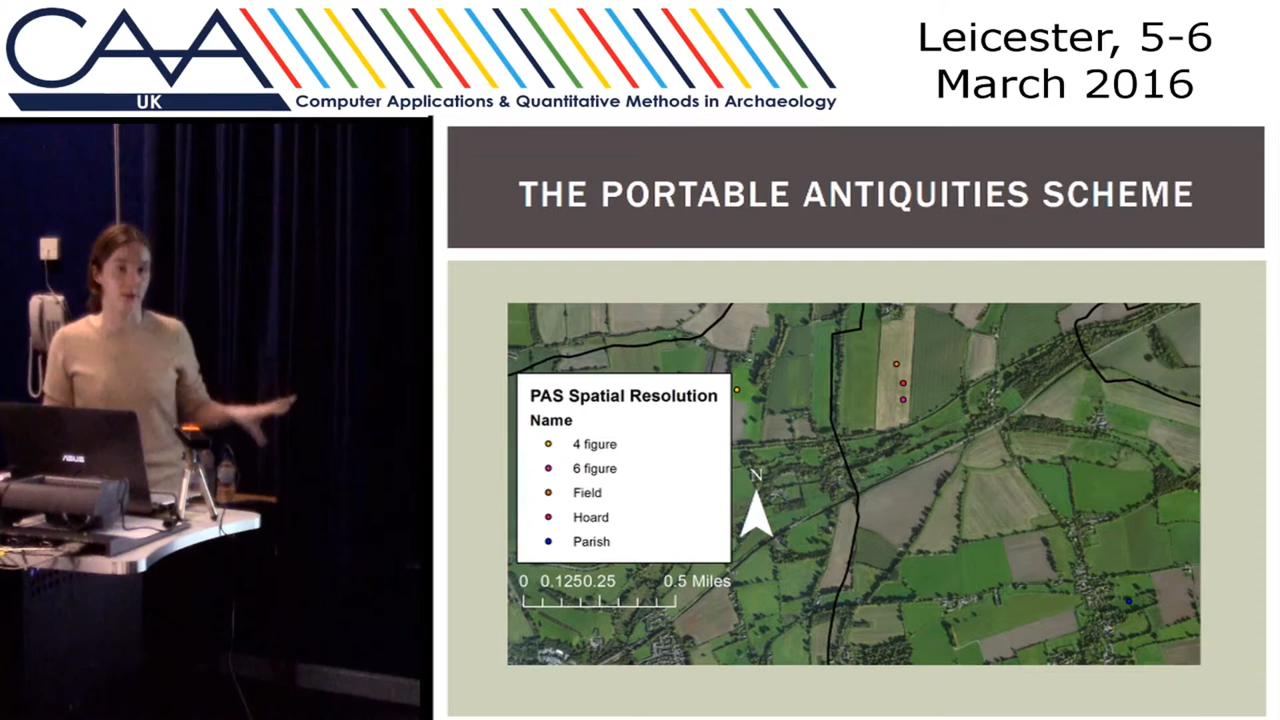 CAA
UK
Computer Applications & Quantitative Methods in Archaeology
Leicester, 5-6
March 2016
THE PORTABLE ANTIQUITIES SCHEME
PAS Spatial Resolution
Name
4 figure
6 figure
Field
Hoard
Parish
N
0 0.1250.25 0.5 Miles
ASUS